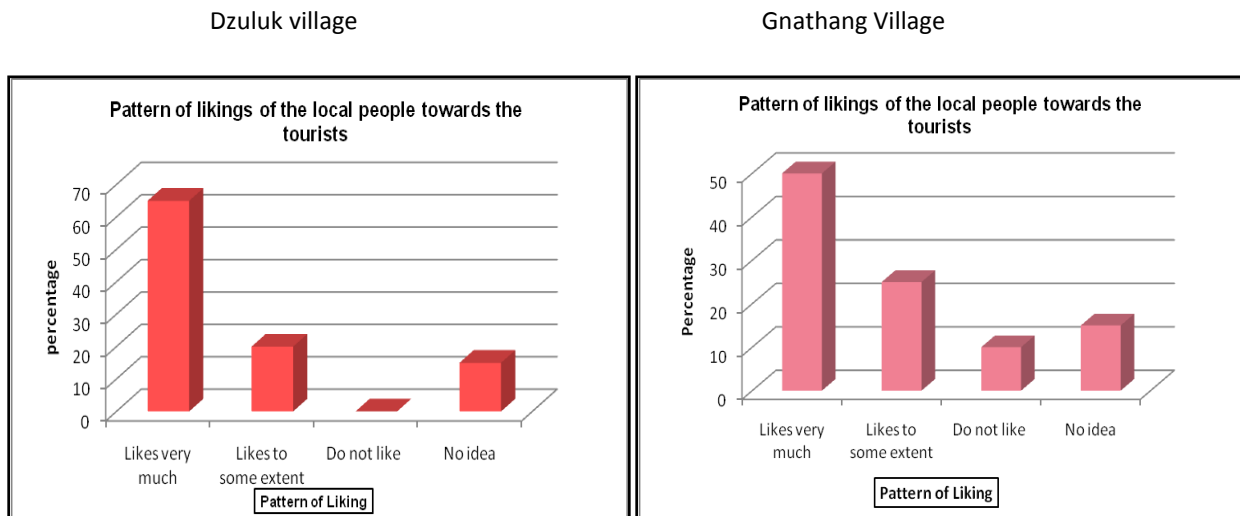 Dzuluk village
Gnathang Village
Pattern of likings of the local people towards the
tourists
percentage
70
60
50
40
30
20
10
0
Likes very
much
Likes to
some extent
Do not like
No idea
Pattern of Liking
Pattern of likings of the local people towards the
tourists
Percentage
50
40
30
20
10
0
Likes very
much
Likes to
some extent
Do not like
No idea
Pattern of Liking